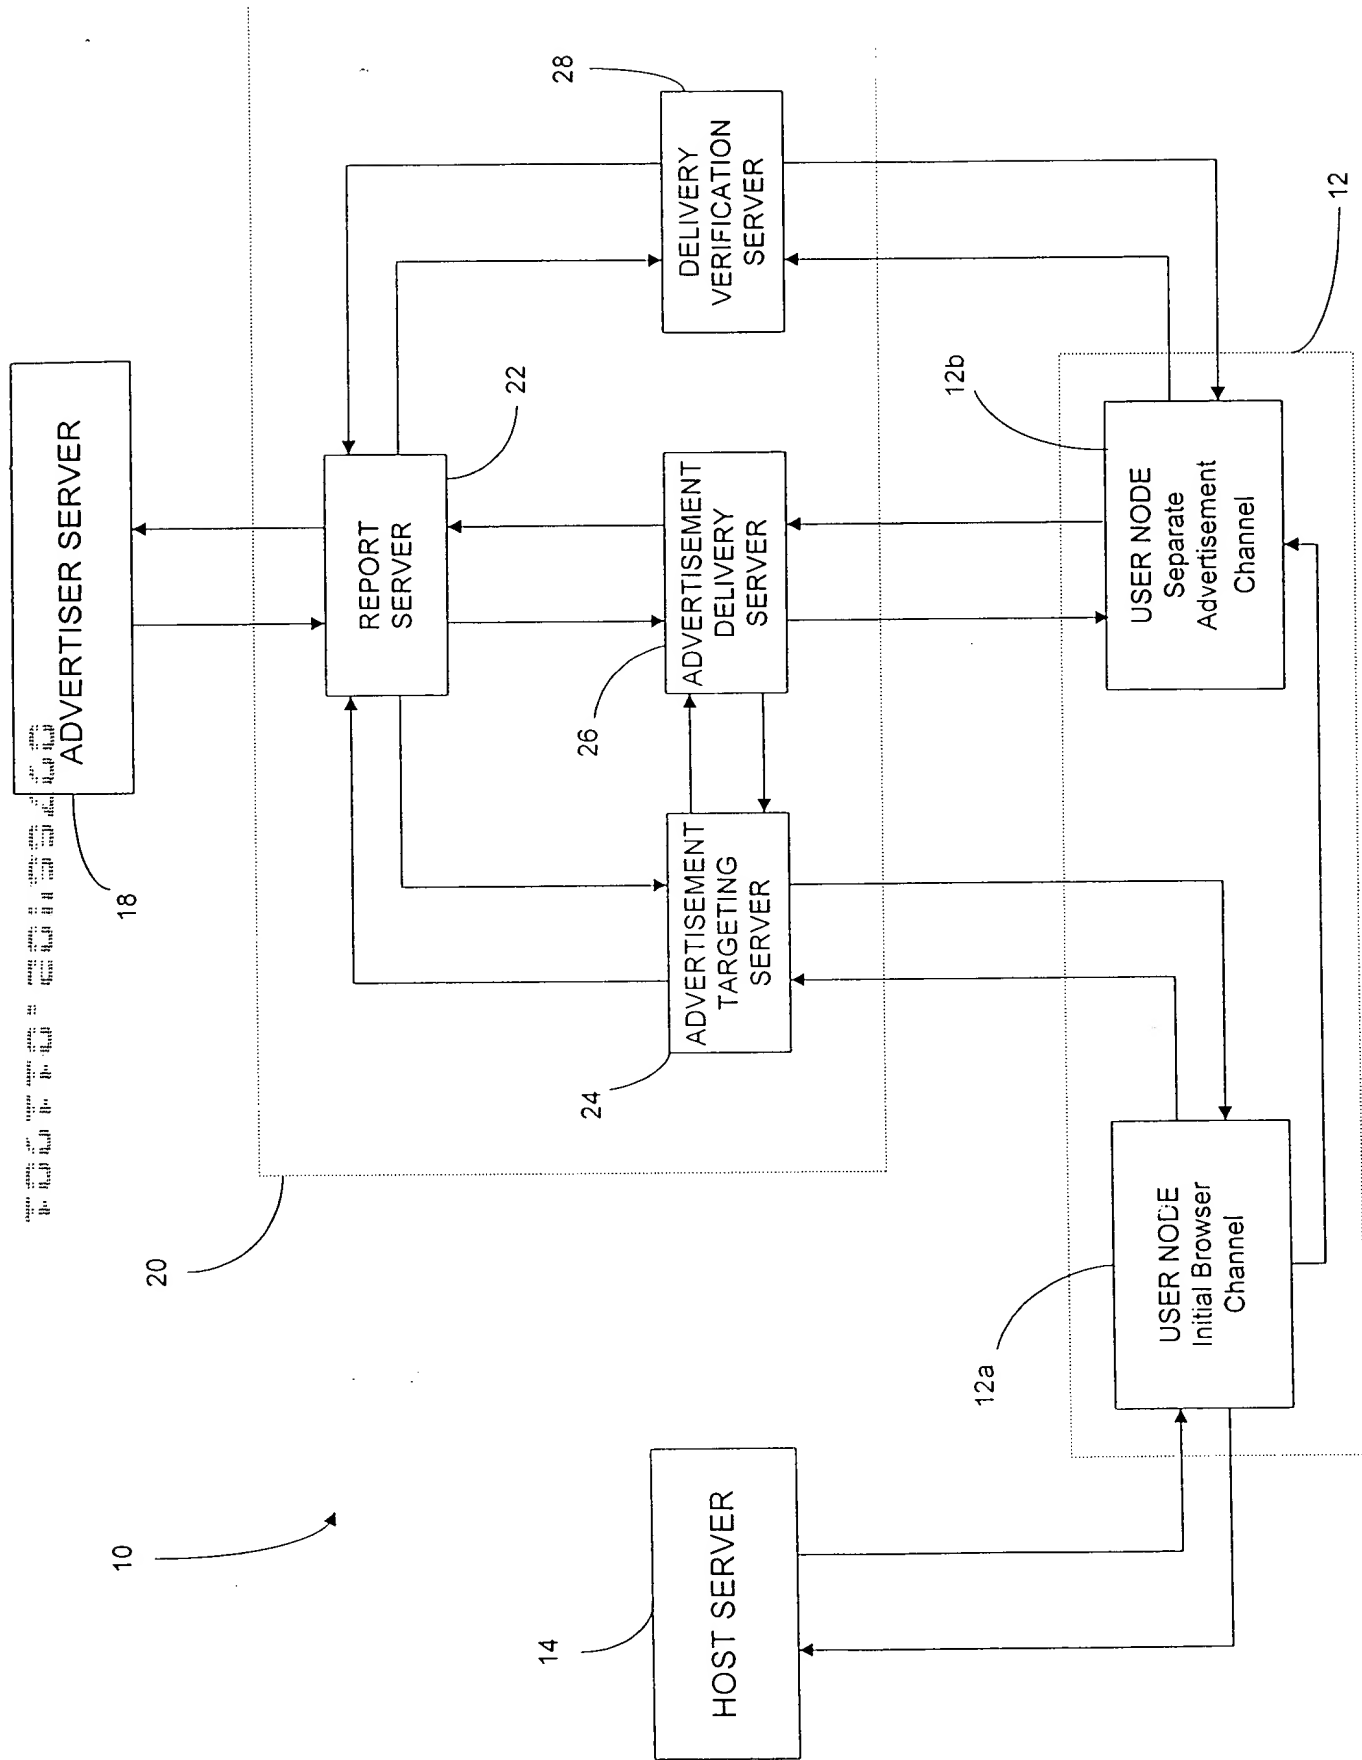 ADVERTISER SERVER
18
10
20
REPORT
SERVER
22
14
24
26
28
HOST SERVER
ADVERTISEMENT
TARGETING
SERVER
ADVERTISEMENT
DELIVERY
SERVER
DELIVERY
VERIFICATION
SERVER
12a
12b
12
USER NODE
Initial Browser
Channel
USER NODE
Separate
Advertisement
Channel